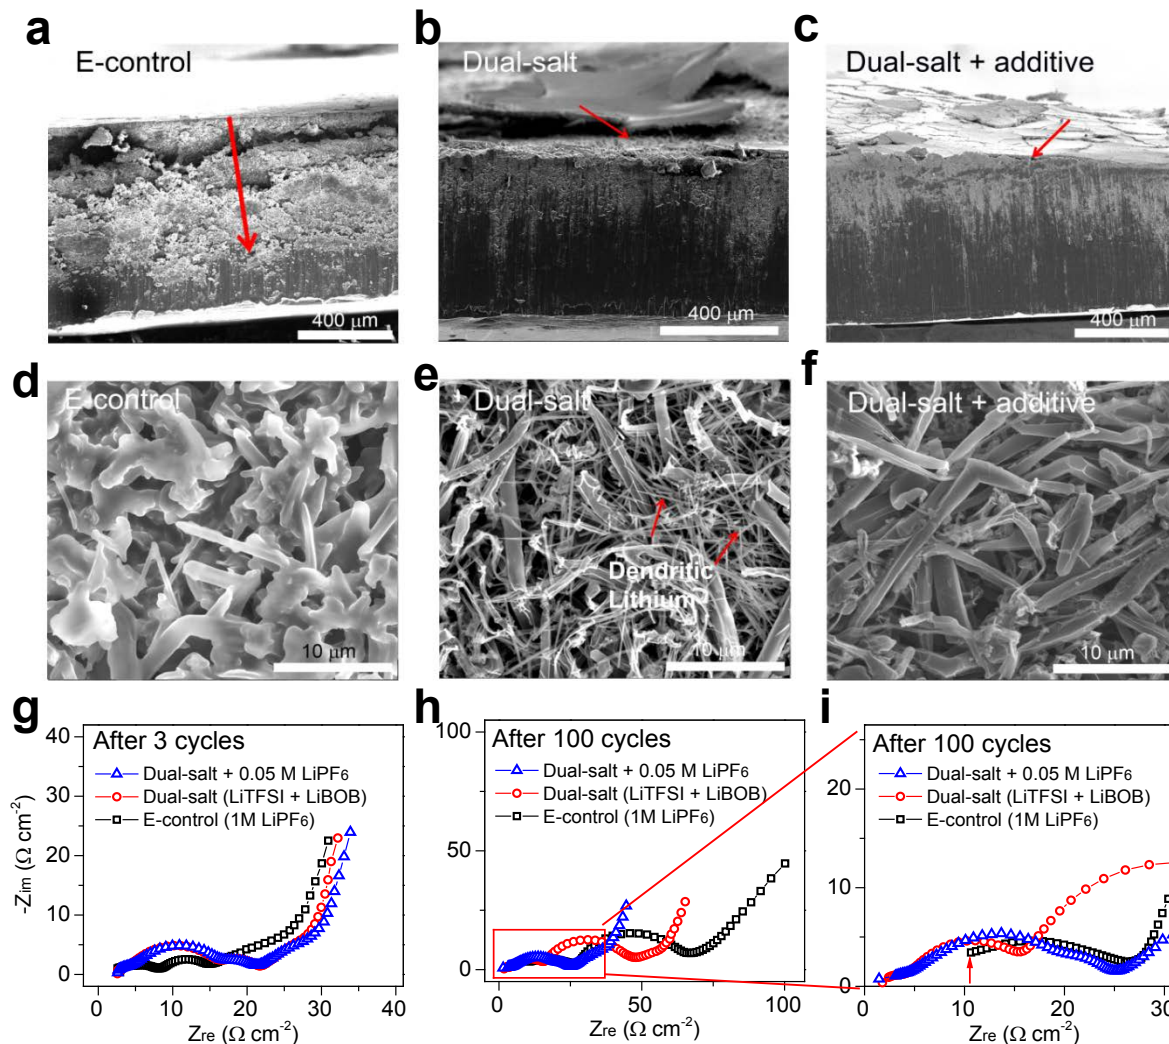 a
b
c
E-control
Dual-salt
Dual-salt + additive
400 μm
400 μm
400 μm
d
e
f
E-control
Dual-salt
Dual-salt + additive
Dendritic
Lithium
10 μm
10 μm
10 μm
g
h
i
After 3 cycles
Dual-salt + 0.05 M LiPF6
Dual-salt (LiTFSI + LiBOB)
E-control (1M LiPF6)
-Zim (Ω cm-2)
40
30
20
10
0
0 10 20 30 40
Zre (Ω cm-2)
After 100 cycles
Dual-salt + 0.05 M LiPF6
Dual-salt (LiTFSI + LiBOB)
E-control (1M LiPF6)
100
50
0
0 50 100
Zre (Ω cm-2)
After 100 cycles
Dual-salt + 0.05 M LiPF6
Dual-salt (LiTFSI + LiBOB)
E-control (1M LiPF6)
20
10
0
0 10 20 30
Zre (Ω cm-2)